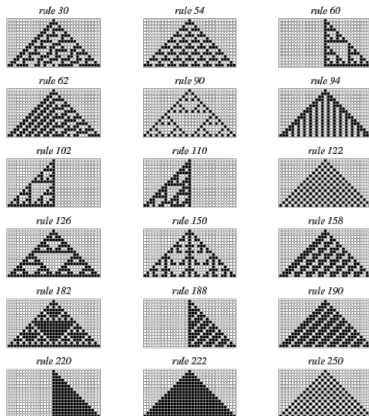 rule 30 rule 54 rule 60
rule 62 rule 90 rule 94
rule 102 rule 110 rule 122
rule 126 rule 150 rule 158
rule 182 rule 188 rule 190
rule 220 rule 222 rule 250